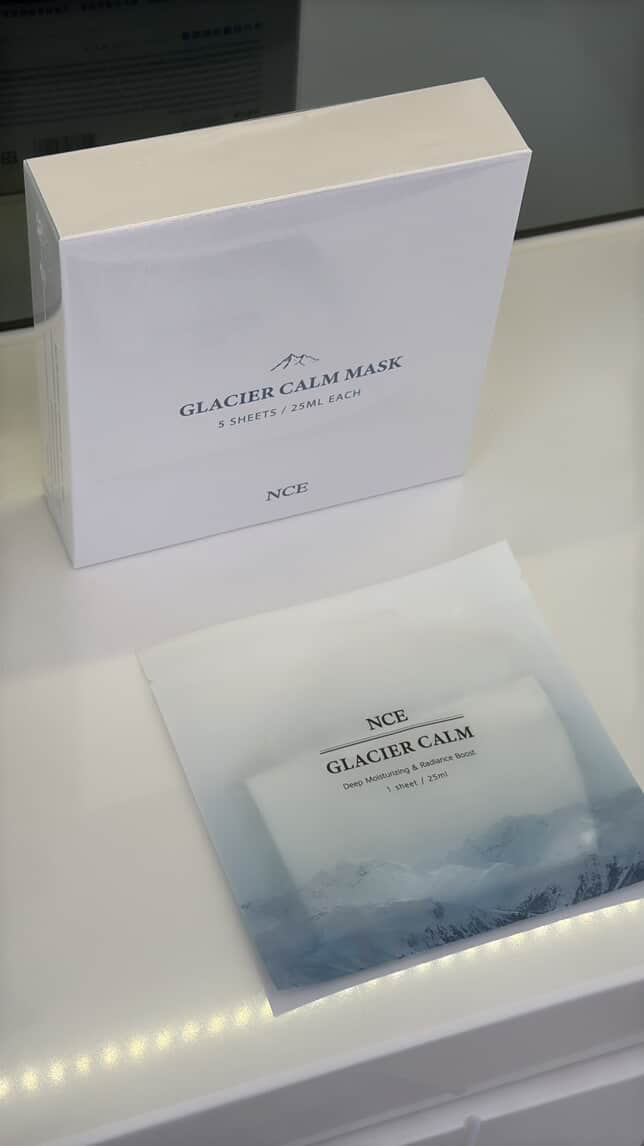 GLACIER CALM MASK
5 SHEETS / 25ML EACH
NCE
NCE
GLACIER CALM
Deep Moisturizing & Radiance Boost
1 sheet / 25ml